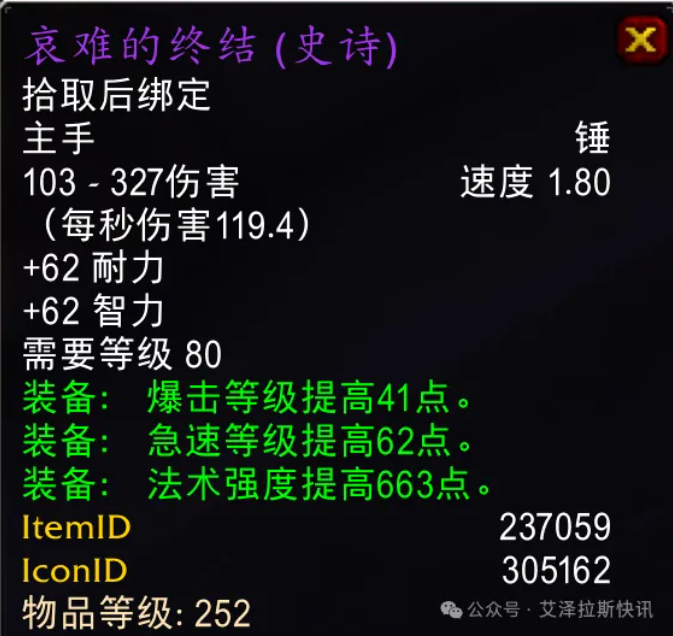 哀难的终结 (史诗)
拾取后绑定
主手 锤
103 - 327伤害 速度 1.80
（每秒伤害119.4）
+62 耐力
+62 智力
需要等级 80
装备： 爆击等级提高41点。
装备： 急速等级提高62点。
装备： 法术强度提高663点。
ItemID 237059
IconID 305162
物品等级: 252
公众号 · 艾泽拉斯快讯